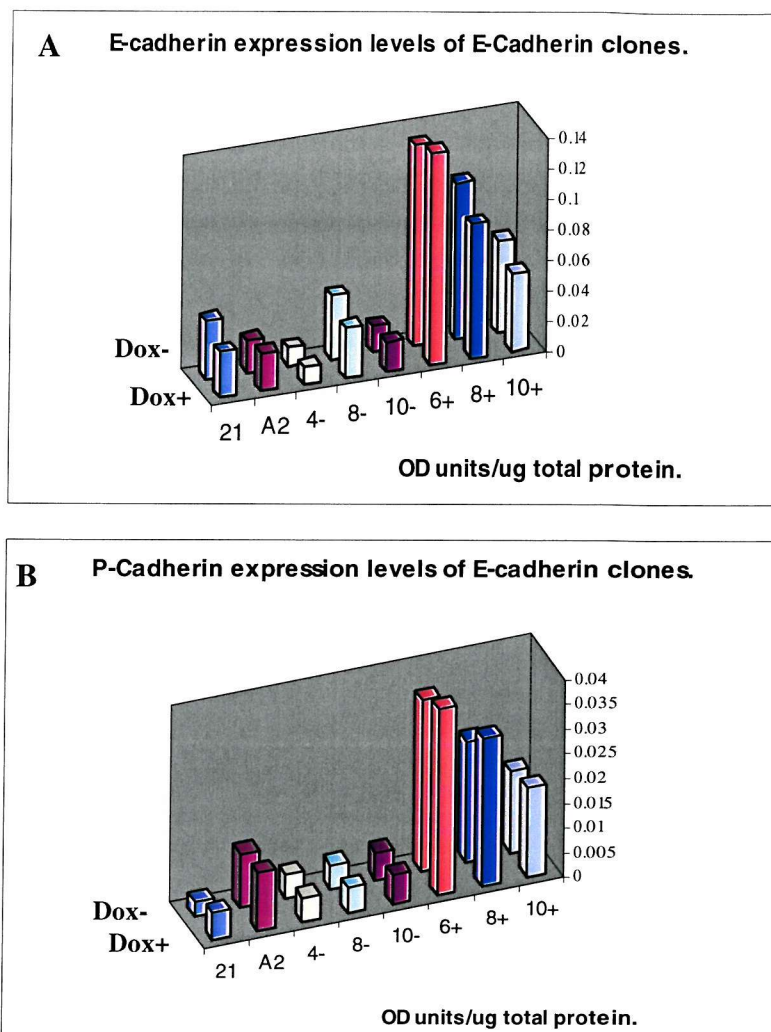 A E-cadherin expression levels of E-Cadherin clones.
0.14
0.12
0.1
0.08
0.06
0.04
0.02
0
Dox-
Dox+
21 A2 4- 8- 10- 6+ 8+ 10+
OD units/ug total protein.
B P-Cadherin expression levels of E-cadherin clones.
0.04
0.035
0.03
0.025
0.02
0.015
0.01
0.005
0
Dox-
Dox+
21 A2 4- 8- 10- 6+ 8+ 10+
OD units/ug total protein.